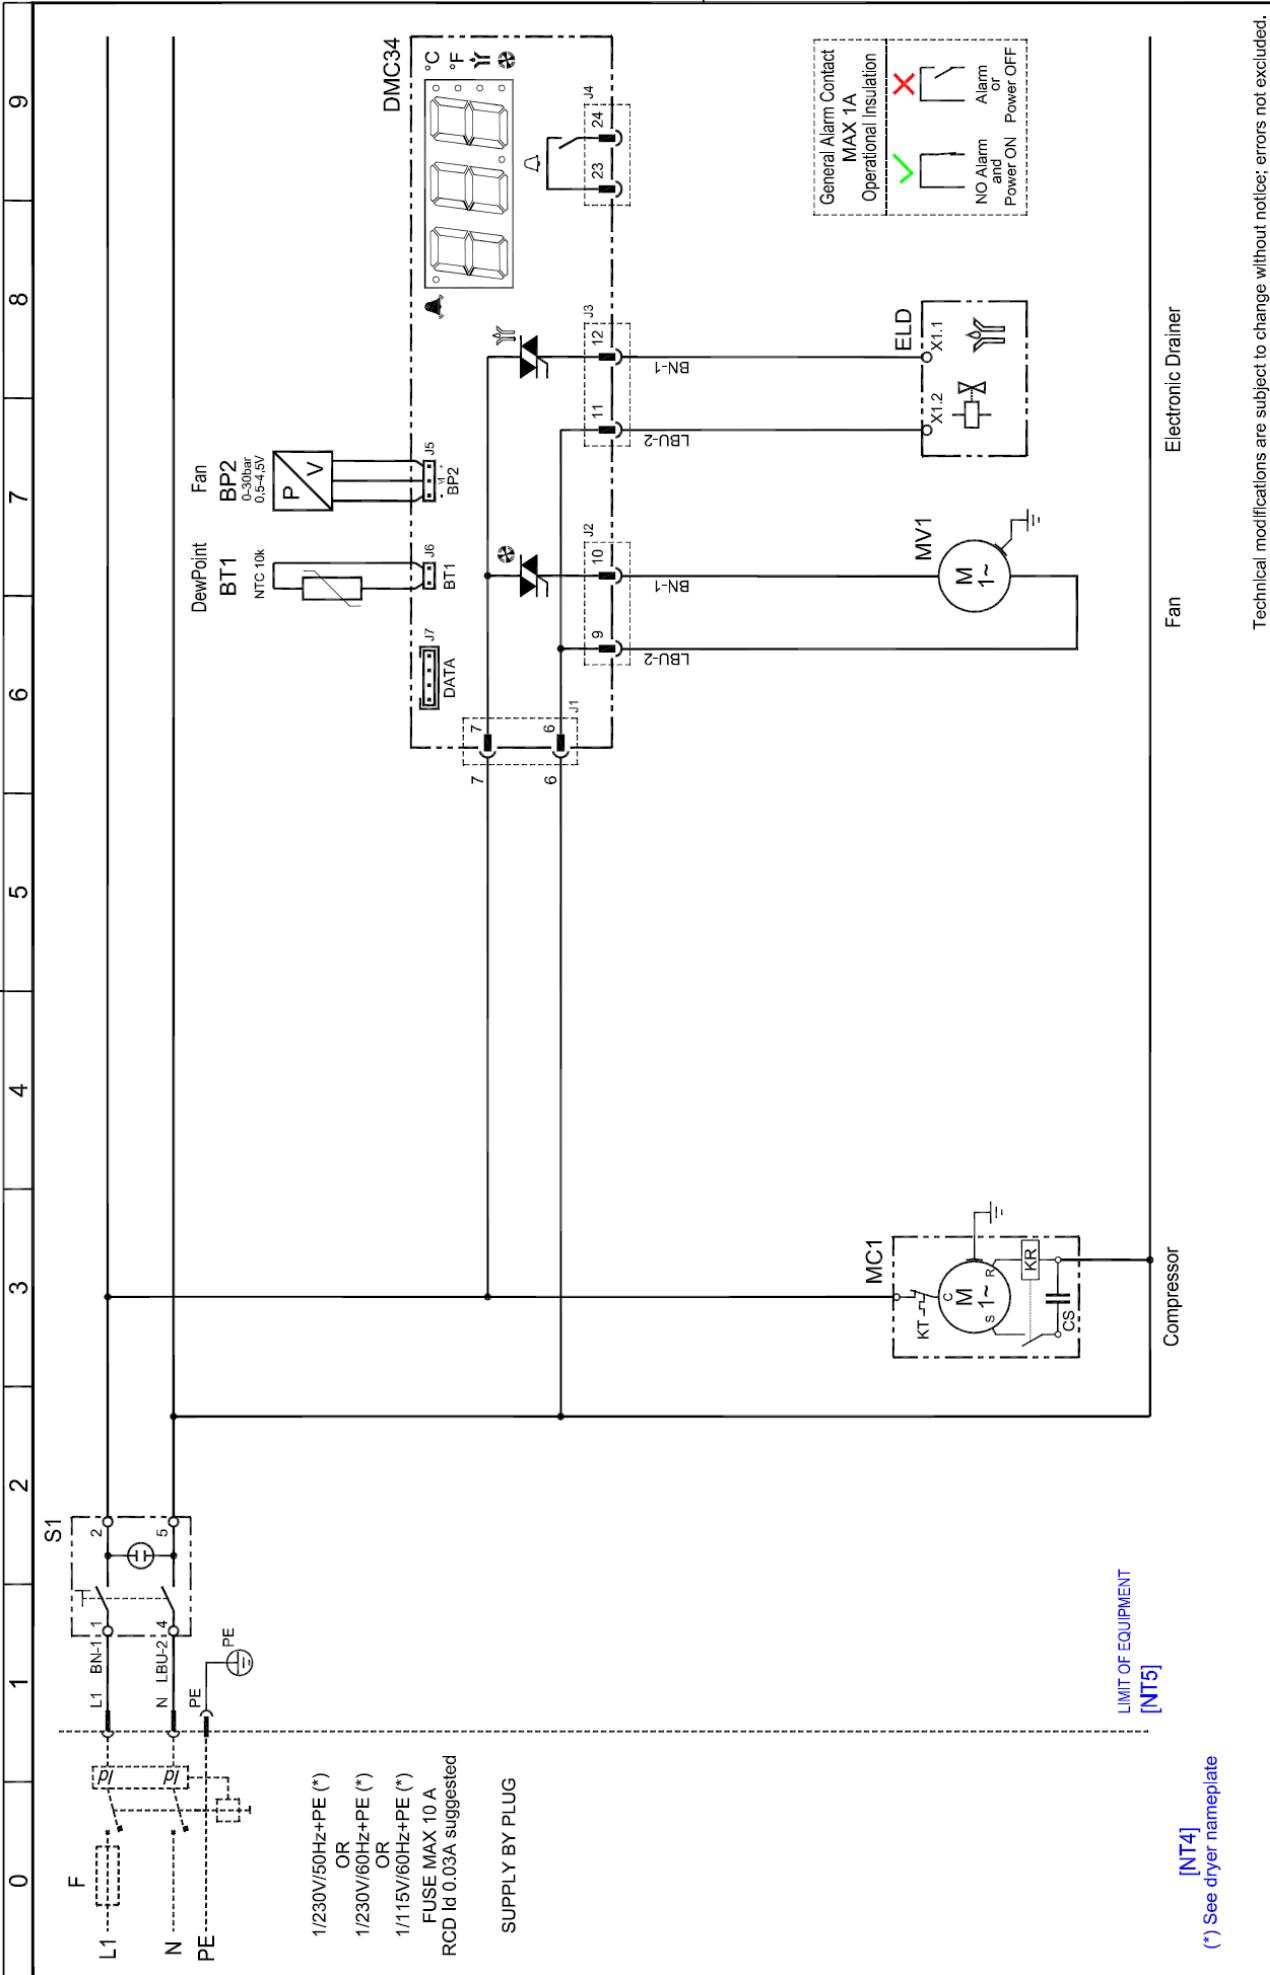 0
1
2
3
4
5
6
7
8
9
L1
N
PE
F
Id
Id
L1
BN-1
N
LBU-2
PE
PE
S1
1
2
4
5
1/230V/50Hz+PE (*)
OR
1/230V/60Hz+PE (*)
OR
1/115V/60Hz+PE (*)
FUSE MAX 10 A
RCD Id 0.03A suggested
SUPPLY BY PLUG
LIMIT OF EQUIPMENT
[NT5]
[NT4]
(*) See dryer nameplate
MC1
KT
C
M
1~
S
R
KR
CS
Compressor
DewPoint
BT1
NTC 10k
Fan
BP2
0-30bar
0,5-4,5V
P
V
DMC34
°C
°F
J7
DATA
J6
BT1
J5
BP2
7
7
6
6
J1
9
10
J2
11
12
J3
23
24
J4
LBU-2
BN-1
LBU-2
BN-1
MV1
M
1~
Fan
ELD
X1.2
X1.1
Electronic Drainer
General Alarm Contact
MAX 1A
Operational Insulation
NO Alarm
and
Power ON
Alarm
or
Power OFF
Technical modifications are subject to change without notice; errors not excluded.